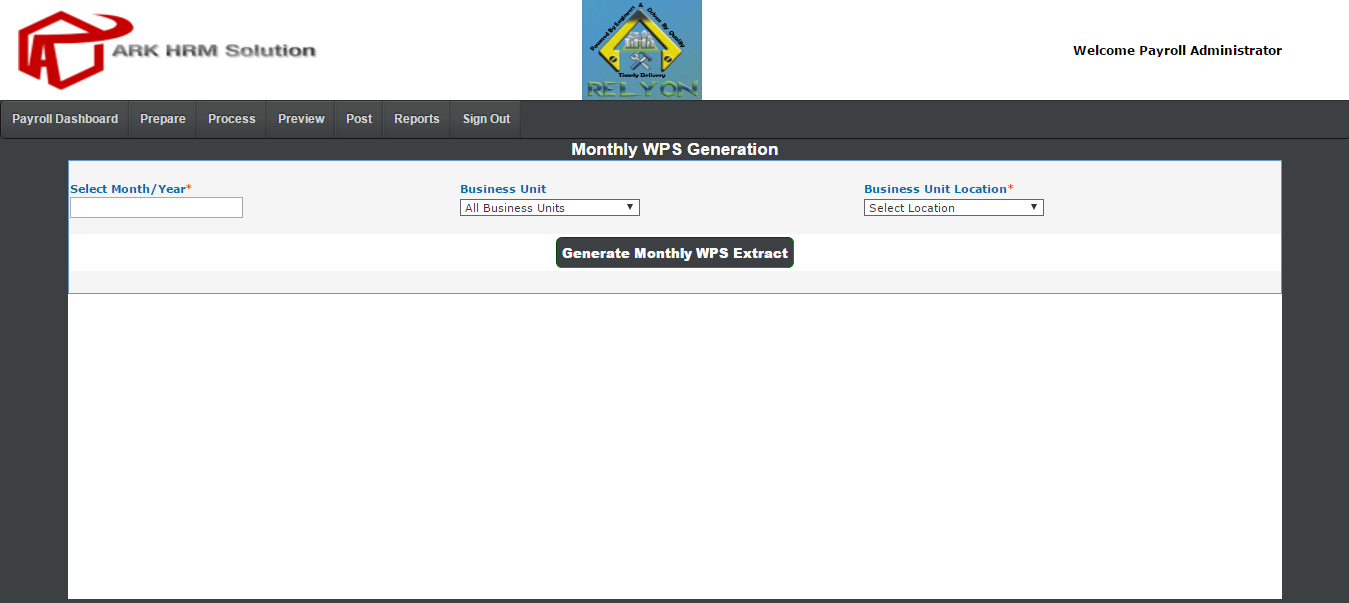 ARK HRM Solution
Powered By Engineers & Driven By Quality
Timely Delivery
RELYON
Welcome Payroll Administrator
Payroll Dashboard Prepare Process Preview Post Reports Sign Out
Monthly WPS Generation
Select Month/Year* Business Unit Business Unit Location*
All Business Units Select Location
Generate Monthly WPS Extract